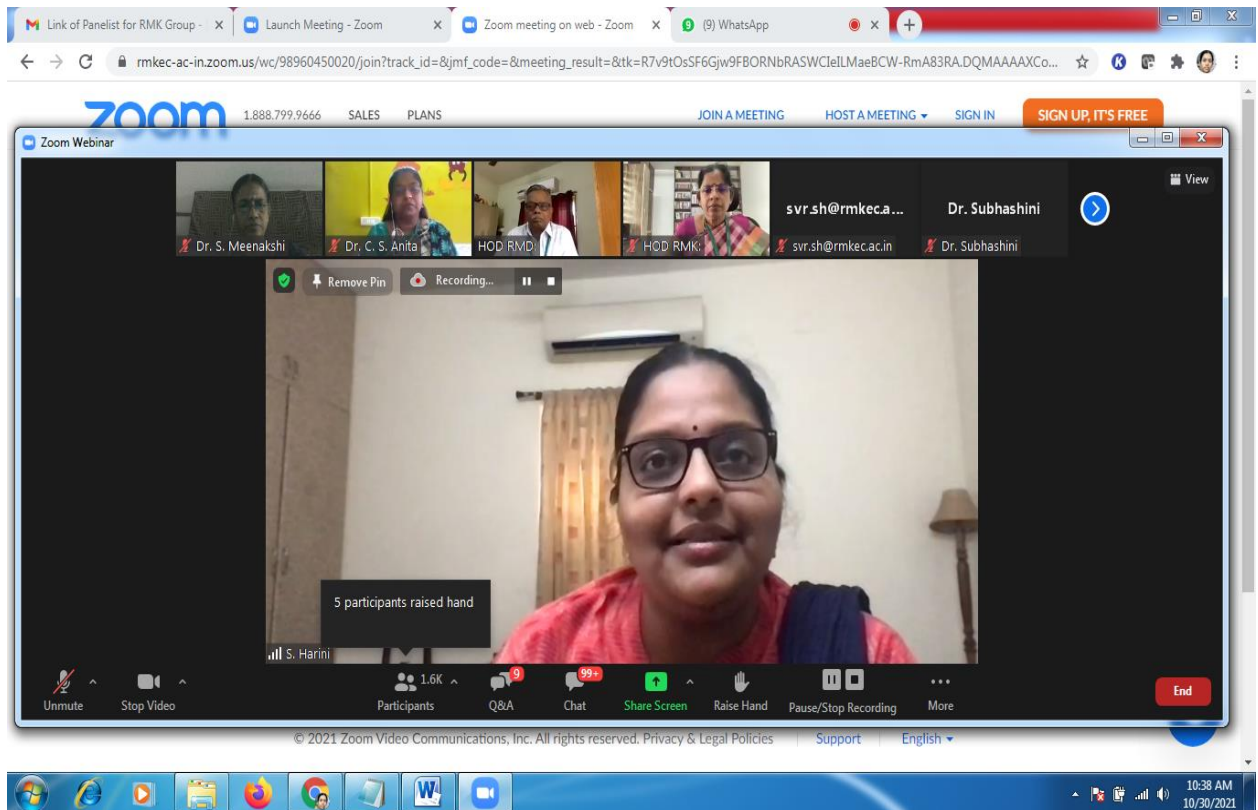 Link of Panelist for RMK Group -
Launch Meeting - Zoom
Zoom meeting on web - Zoom
(9) WhatsApp
rmkec-ac-in.zoom.us/wc/98960450020/join?track_id=&jmf_code=&meeting_result=&tk=R7v9tOsSF6Gjw9FBORNbRASWCIeILMaeBCW-RmA83RA.DQMAAAAXCo...
zoom 1.888.799.9666 SALES PLANS JOIN A MEETING HOST A MEETING SIGN IN SIGN UP, IT'S FREE
Zoom Webinar
View
svr.sh@rmkec.a... Dr. Subhashini
Dr. S. Meenakshi Dr. C. S. Anita HOD RMD: HOD RMK: svr.sh@rmkec.ac.in Dr. Subhashini
Remove Pin Recording...
5 participants raised hand
S. Harini
1.6K 9 99+
Unmute Stop Video Participants Q&A Chat Share Screen Raise Hand Pause/Stop Recording More End
© 2021 Zoom Video Communications, Inc. All rights reserved. Privacy & Legal Policies Support English
10:38 AM
10/30/2021